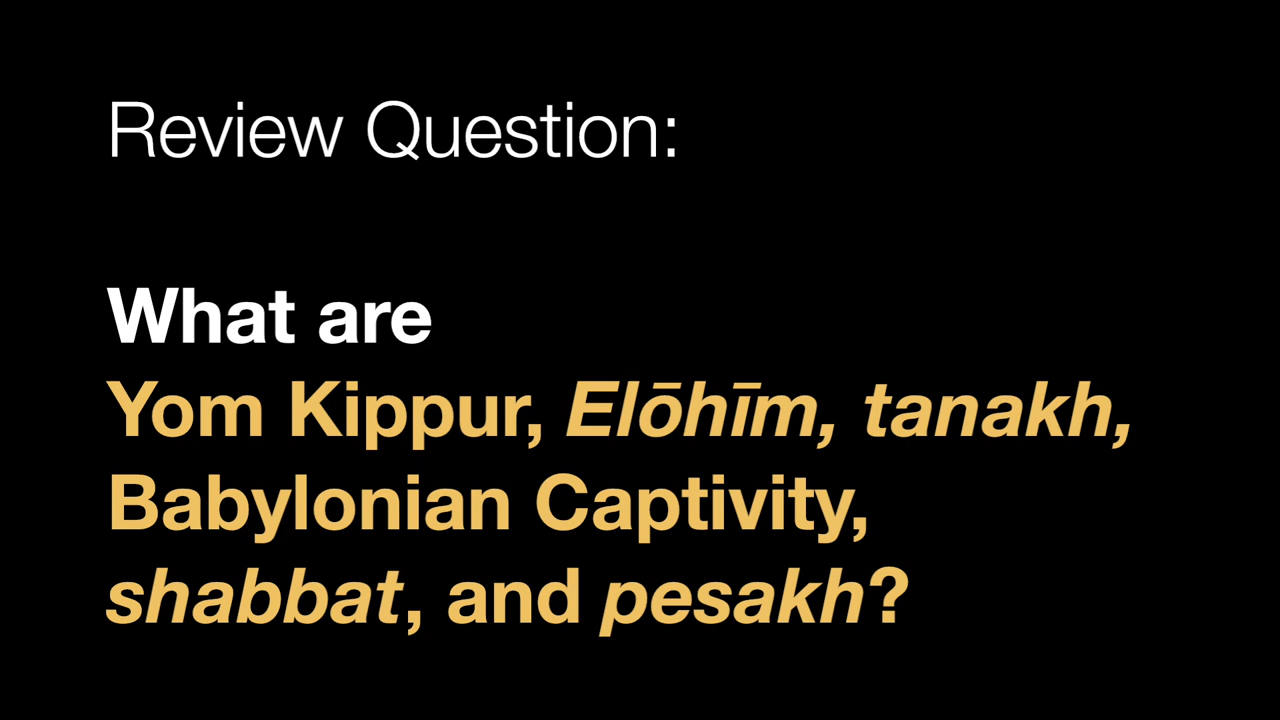 Review Question:
What are
Yom Kippur, Elōhīm, tanakh,
Babylonian Captivity,
shabbat, and pesakh?